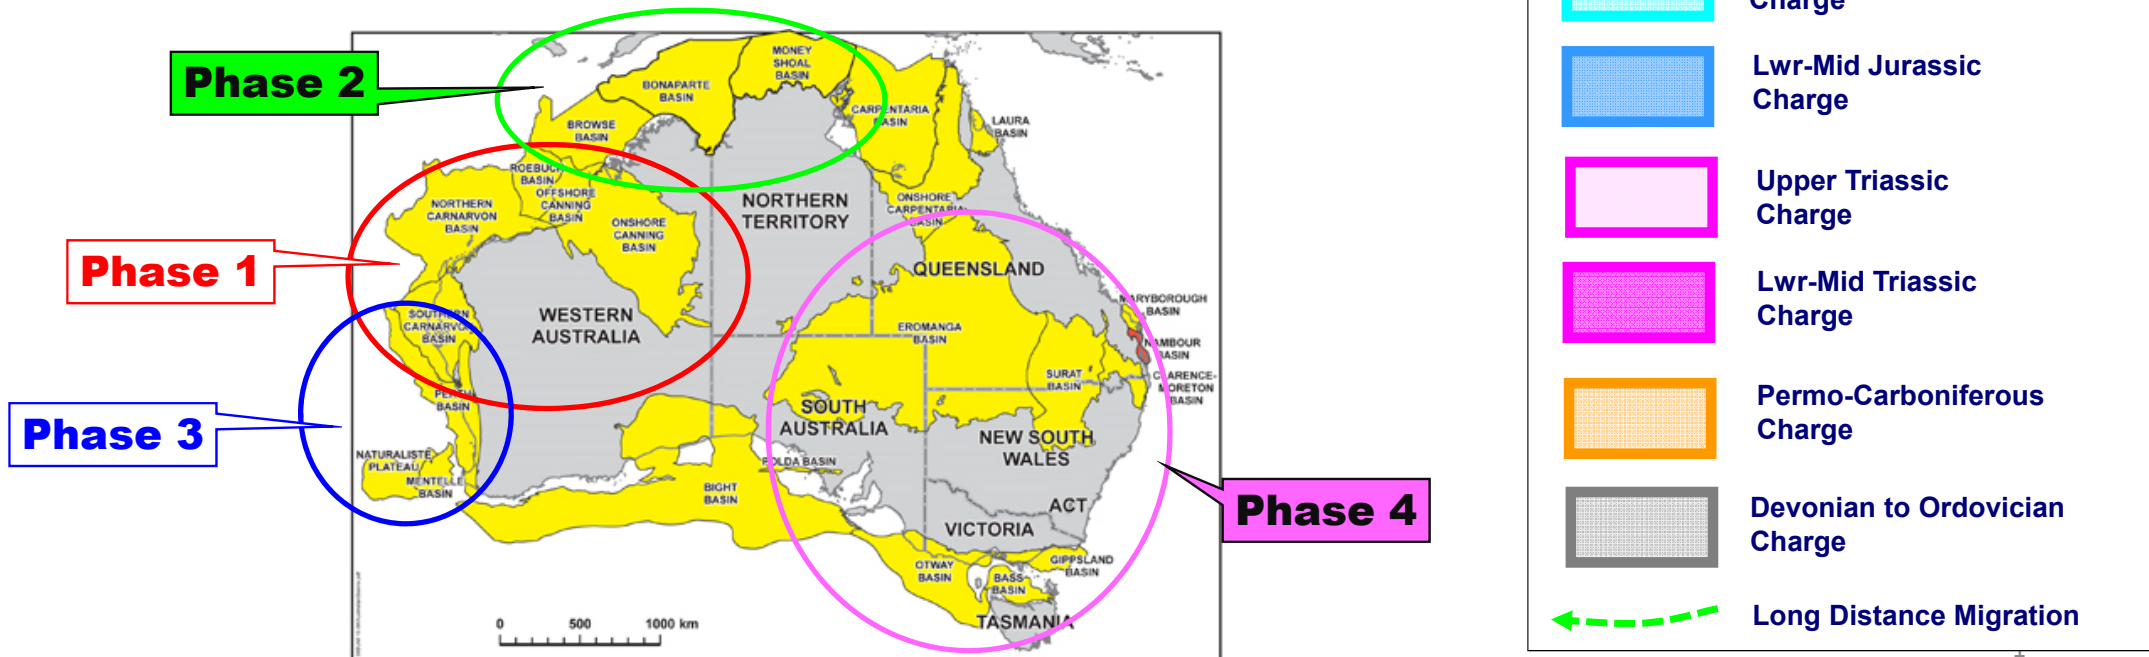 Phase 2
Phase 1
Phase 3
Phase 4
MONEY
SHOAL
BASIN
BONAPARTE
BASIN
BROWSE
BASIN
CARPENTARIA
BASIN
LAURA
BASIN
ROEBUCK
BASIN
OFFSHORE
CANNING
BASIN
NORTHERN
CARNARVON
BASIN
ONSHORE
CANNING
BASIN
NORTHERN
TERRITORY
ONSHORE
CARPENTARIA
BASIN
QUEENSLAND
WESTERN
AUSTRALIA
SOUTHERN
CARNARVON
BASIN
EROMANGA
BASIN
MARYBOROUGH
BASIN
NAMBOUR
BASIN
SURAT
BASIN
CLARENCE-
MORETON
BASIN
PERTH
BASIN
SOUTH
AUSTRALIA
NEW SOUTH
WALES
NATURALISTE
PLATEAU
MENTELLE
BASIN
POLDA BASIN
BIGHT
BASIN
ACT
VICTORIA
OTWAY
BASIN
BASS
BASIN
GIPPSLAND
BASIN
TASMANIA
0 500 1000 km
Charge
Lwr-Mid Jurassic
Charge
Upper Triassic
Charge
Lwr-Mid Triassic
Charge
Permo-Carboniferous
Charge
Devonian to Ordovician
Charge
Long Distance Migration